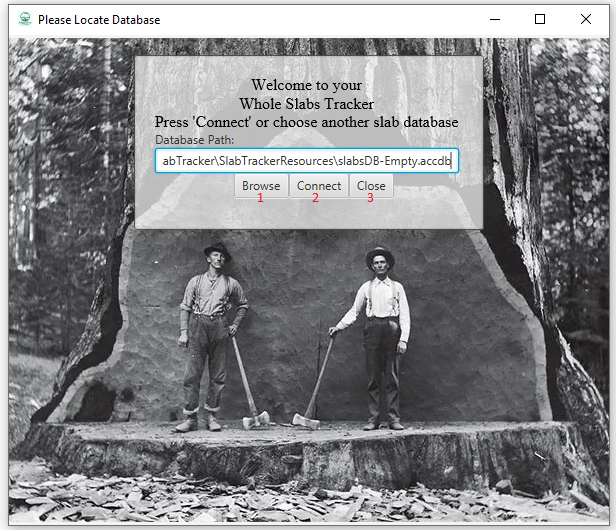 Please Locate Database
Welcome to your
Whole Slabs Tracker
Press 'Connect' or choose another slab database
Database Path:
abTracker\SlabTrackerResources\slabsDB-Empty.accdb
Browse Connect Close
1 2 3